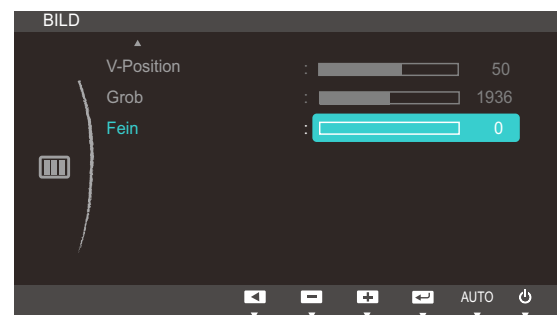 BILD
V-Position : 50
Grob : 1936
Fein : 0
AUTO